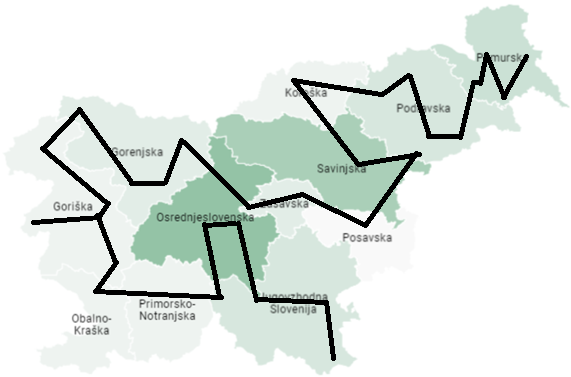 Pomurska
Koroška
Podravska
Gorenjska
Savinjska
Goriška
Zasavska
Osrednjeslovenska
Posavska
Jugovzhodna
Slovenija
Primorsko-
Notranjska
Obalno-
Kraška